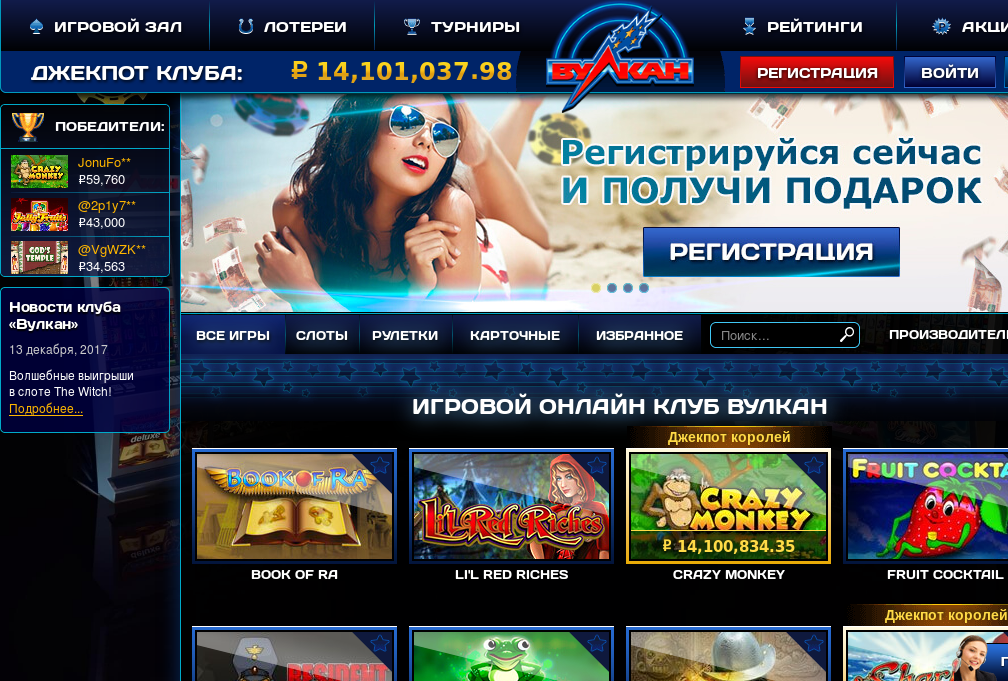 ИГРОВОЙ ЗАЛ
ЛОТЕРЕИ
ТУРНИРЫ
РЕЙТИНГИ
ДЖЕКПОТ КЛУБА:
₽ 14,101,037.98
ВУЛКАН
РЕГИСТРАЦИЯ
ВОЙТИ
ПОБЕДИТЕЛИ:
CRAZY MONKEY
JonuFo**
₽59,760
@2p1y7**
₽43,000
GOD'S TEMPLE
@VgWZK**
₽34,563
Регистрируйся сейчас
И ПОЛУЧИ ПОДАРОК
РЕГИСТРАЦИЯ
Новости клуба
«Вулкан»
13 декабря, 2017
Волшебные выигрыши
в слоте The Witch!
Подробнее...
deluxe
ВСЕ ИГРЫ
СЛОТЫ
РУЛЕТКИ
КАРТОЧНЫЕ
ИЗБРАННОЕ
Поиск...
ИГРОВОЙ ОНЛАЙН КЛУБ ВУЛКАН
Джекпот королей
BOOK OF RA
LI'L RED RICHES
CRAZY
MONKEY
₽ 14,100,834.35
FRUIT
BOOK OF RA
LI'L RED RICHES
CRAZY MONKEY
FRUIT COCKTAIL
Джекпот королей
RESIDENT